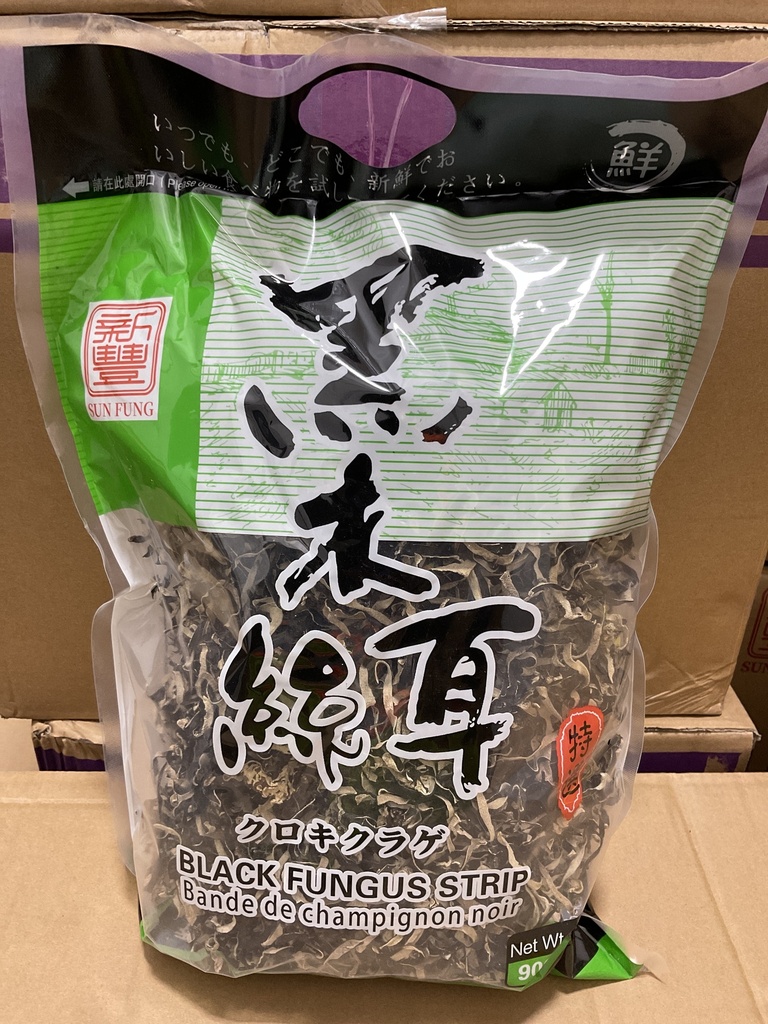 いつでも、どこでも、新鮮でお
いしい食べ物を試し ください。
請在此處開口 (Please open
鮮
新豐
SUN FUNG
黑木耳絲
特
クロキクラゲ
BLACK FUNGUS STRIP
Bande de champignon noir
Net Wt
90
SUN